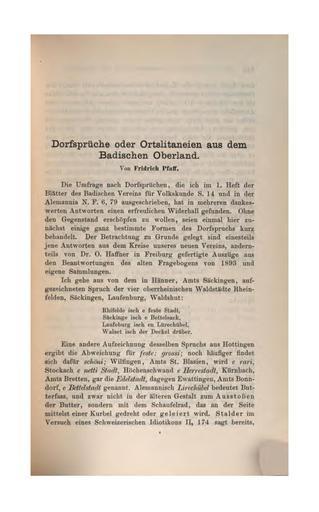 Dorfsprüche oder Ortslitaneien aus dem
Badischen Oberland.
Von Fridrich Pfaff.
Die Umfrage nach Dorfsprüchen, die ich im 1. Heft der
Blätter des Badischen Vereins für Volkskunde S. 14 und in der
Alemannia N. F. 6, 79 ausgeschrieben, hat in mehreren dankes-
werten Antworten einen erfreulichen Widerhall gefunden. Ohne
den Gegenstand erschöpfen zu wollen, seien einmal hier zu-
nächst einige ganz bestimmte Formen des Dorfspruchs kurz
behandelt. Der Betrachtung zu Grunde gelegt sind einesteils
jene Antworten aus dem Kreise unseres neuen Vereins, andern-
teils von Dr. O. Haffner in Freiburg gefertigte Auszüge aus
den Beantwortungen des alten Fragebogens von 1893 und
eigene Sammlungen.
Ich gehe aus von dem in Hänner, Amts Säckingen, auf-
gezeichneten Spruch der vier oberrheinischen Waldstädte Rhein-
felden, Säckingen, Laufenburg, Waldshut:
Rhifelde isch e feste Stadt,
Säckinge isch e Bettelsack,
Laufeburg isch en Lürechübel,
Walset isch der Deckel drüber.
Eine andere Aufzeichnung desselben Spruchs aus Hottingen
ergibt die Abweichung für feste: grossi; noch häufiger findet
sich dafür schöni; Wilfingen, Amts St. Blasien, wird e rari,
Stockach e netti Stadt, Höchenschwand e Herrestadt, Kürnbach,
Amts Bretten, gar die Edelstadt, dagegen Ewattingen, Amts Bonn-
dorf, e Bettelstadt genannt. Alemannisch Lierechübel bedeutet But-
terfass, und zwar nicht in der älteren Gestalt zum Ausstoßen
der Butter, sondern mit dem Schaufelrad, das an der Seite
mittelst einer Kurbel gedreht oder geleiert wird. Stalder im
Versuch eines Schweizerischen Idiotikons II, 174 sagt bereits,